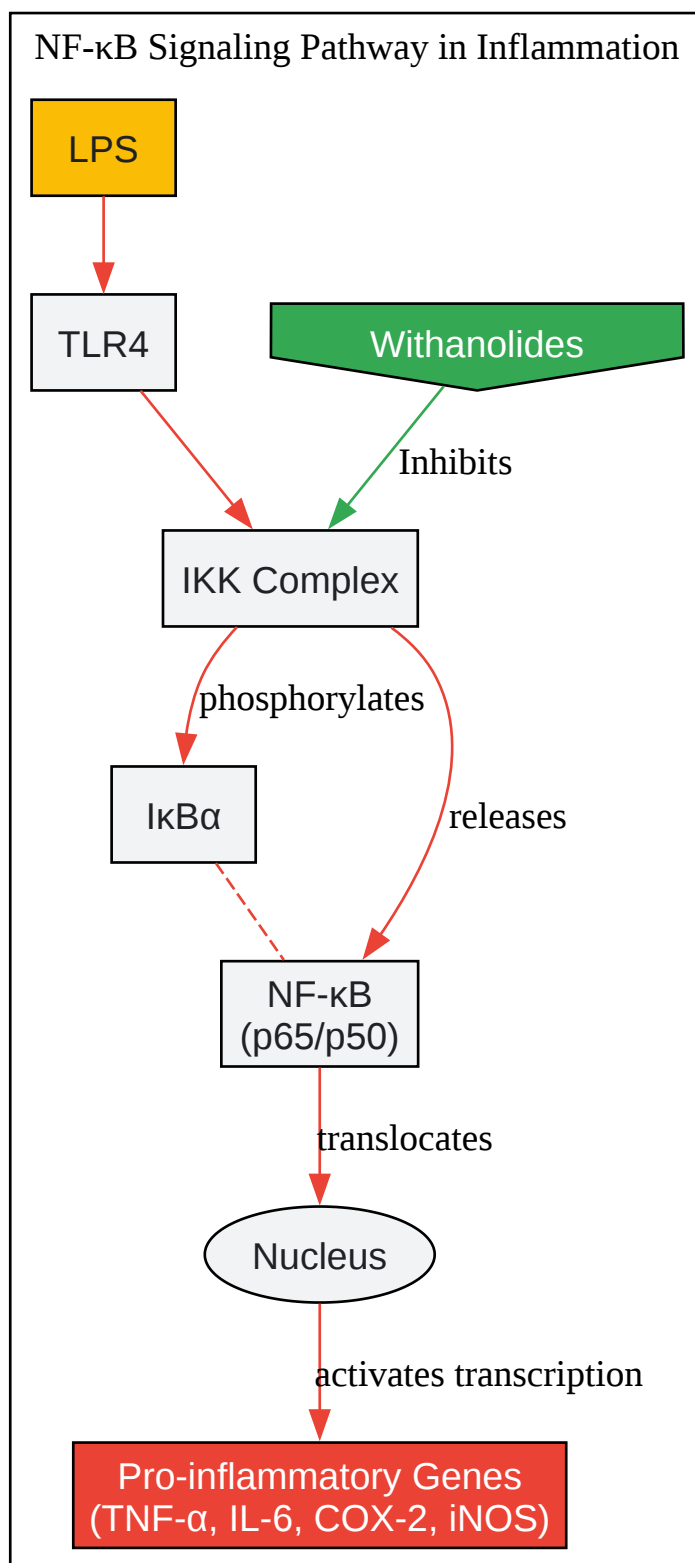 NF-κB Signaling Pathway in Inflammation
LPS
TLR4
Withanolides
Inhibits
IKK Complex
phosphorylates
IκBα
releases
NF-κB
(p65/p50)
translocates
Nucleus
activates transcription
Pro-inflammatory Genes
(TNF-α, IL-6, COX-2, iNOS)